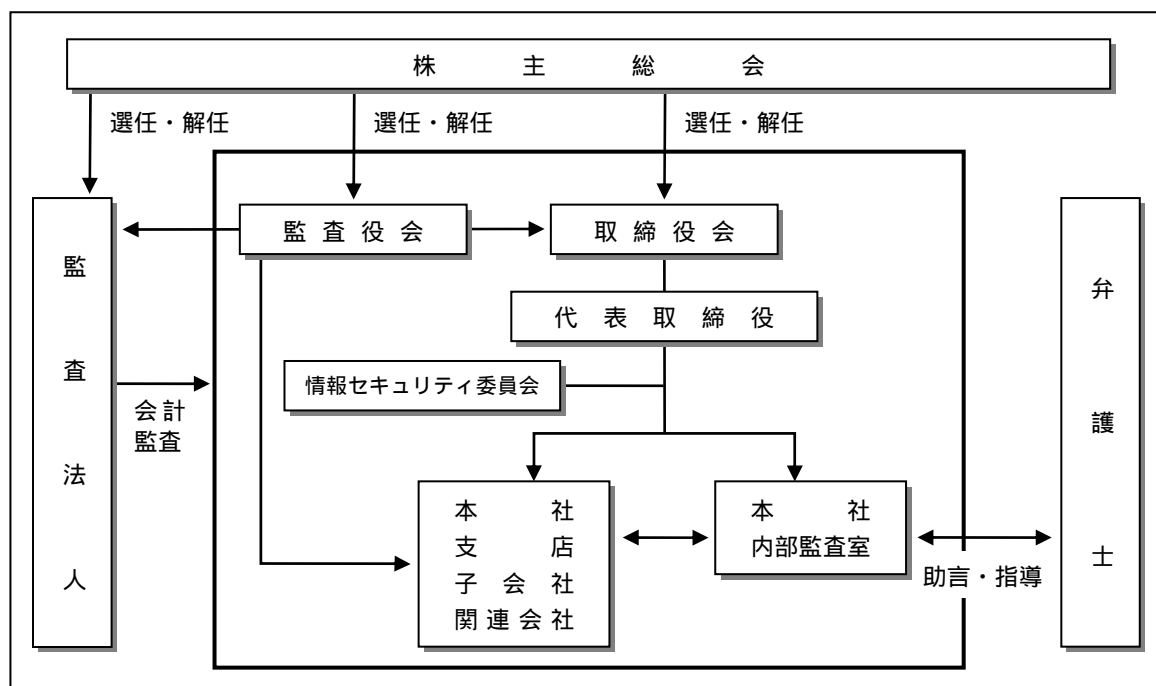 株主総会
選任・解任
選任・解任
選任・解任
監査役会
取締役会
監査法人
弁護士
代表取締役
情報セキュリティ委員会
会計
監査
本社
支店
子会社
関連会社
本社
内部監査室
助言・指導